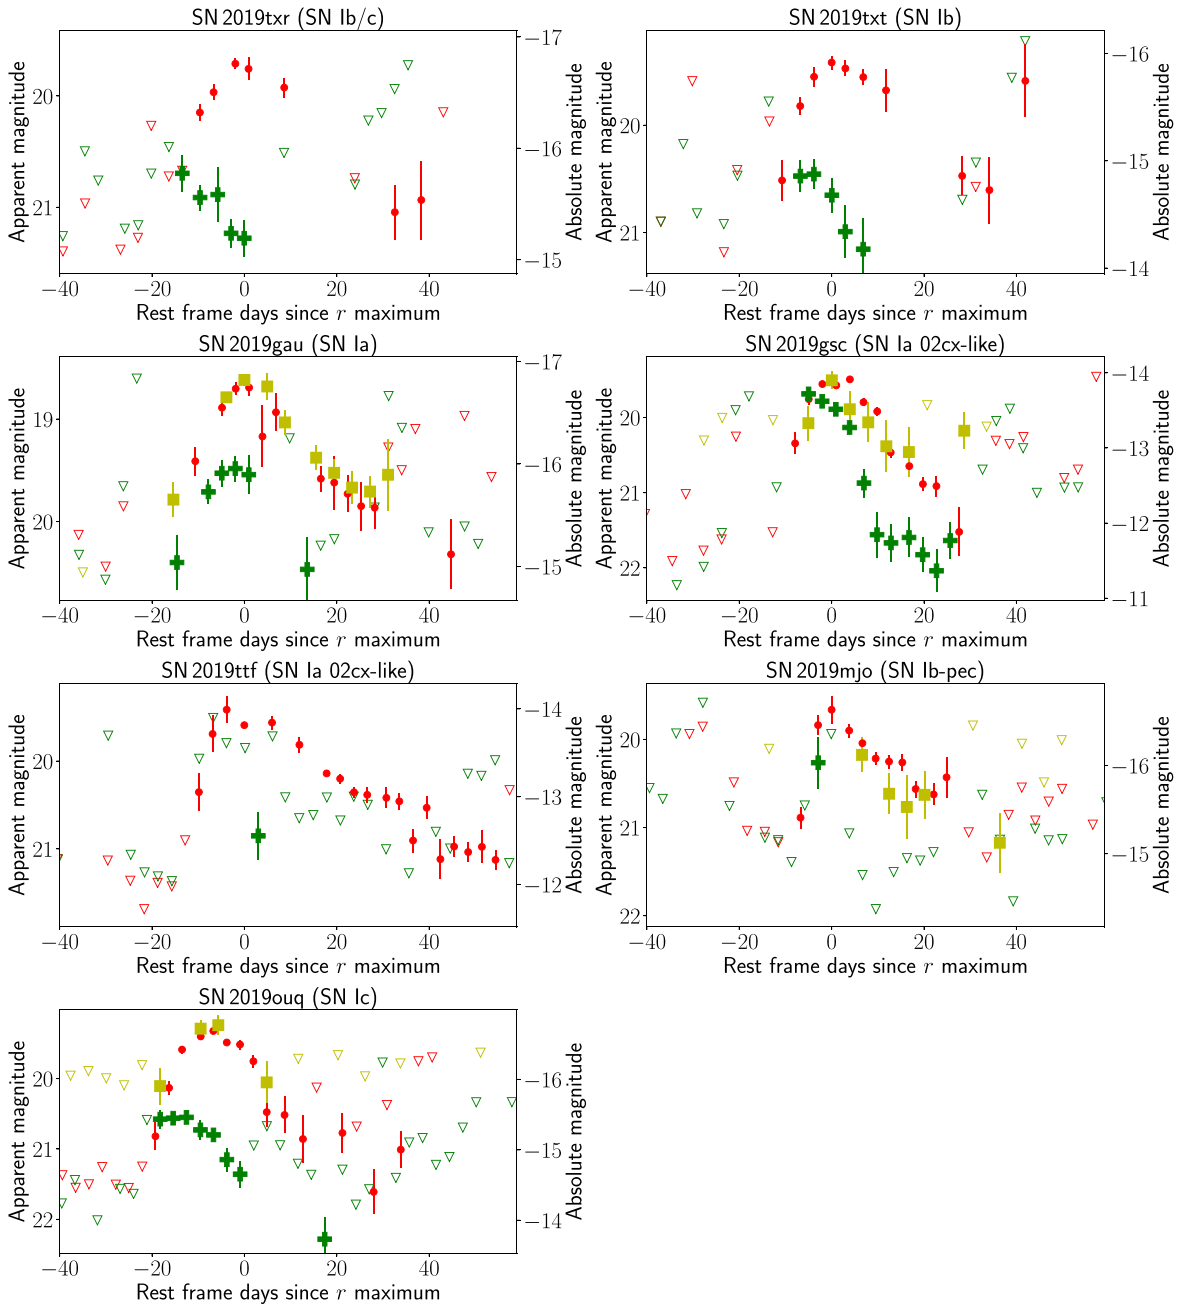 SN 2019txr (SN Ib/c)
−17
20
−16
21
−15
Apparent magnitude
Absolute magnitude
−40 −20 0 20 40
Rest frame days since r maximum
SN 2019txt (SN Ib)
−16
20
−15
21
−14
Apparent magnitude
Absolute magnitude
−40 −20 0 20 40
Rest frame days since r maximum
SN 2019gau (SN Ia)
−17
19
−16
20
−15
Apparent magnitude
Absolute magnitude
−40 −20 0 20 40
Rest frame days since r maximum
SN 2019gsc (SN Ia 02cx-like)
−14
20
−13
21
−12
22
−11
Apparent magnitude
Absolute magnitude
−40 −20 0 20 40
Rest frame days since r maximum
SN 2019ttf (SN Ia 02cx-like)
−14
20
−13
21
−12
Apparent magnitude
Absolute magnitude
−40 −20 0 20 40
Rest frame days since r maximum
SN 2019mjo (SN Ib-pec)
20
−16
21
−15
22
Apparent magnitude
Absolute magnitude
−40 −20 0 20 40
Rest frame days since r maximum
SN 2019ouq (SN Ic)
20
−16
21
−15
22
−14
Apparent magnitude
Absolute magnitude
−40 −20 0 20 40
Rest frame days since r maximum